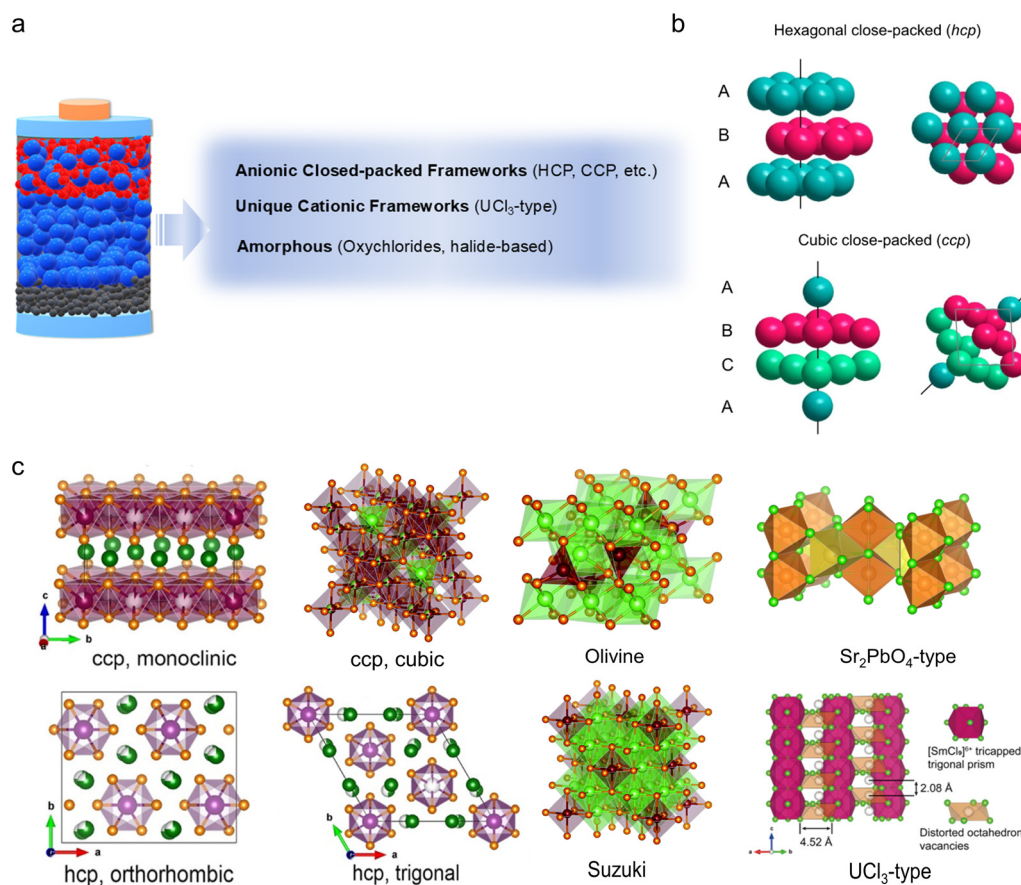 a
Anionic Closed-packed Frameworks (HCP, CCP, etc.)
Unique Cationic Frameworks (UCl₃-type)
Amorphous (Oxychlorides, halide-based)
b
Hexagonal close-packed (hcp)
A
B
A
Cubic close-packed (ccp)
A
B
C
A
c
c
b
ccp, monoclinic
ccp, cubic
Olivine
Sr₂PbO₄-type
b
a
hcp, orthorhombic
b
a
hcp, trigonal
Suzuki
[SmCl₉]⁶⁺ tricapped
trigonal prism
2.08 Å
Distorted octahedron
vacancies
4.52 Å
c
a
b
UCl₃-type